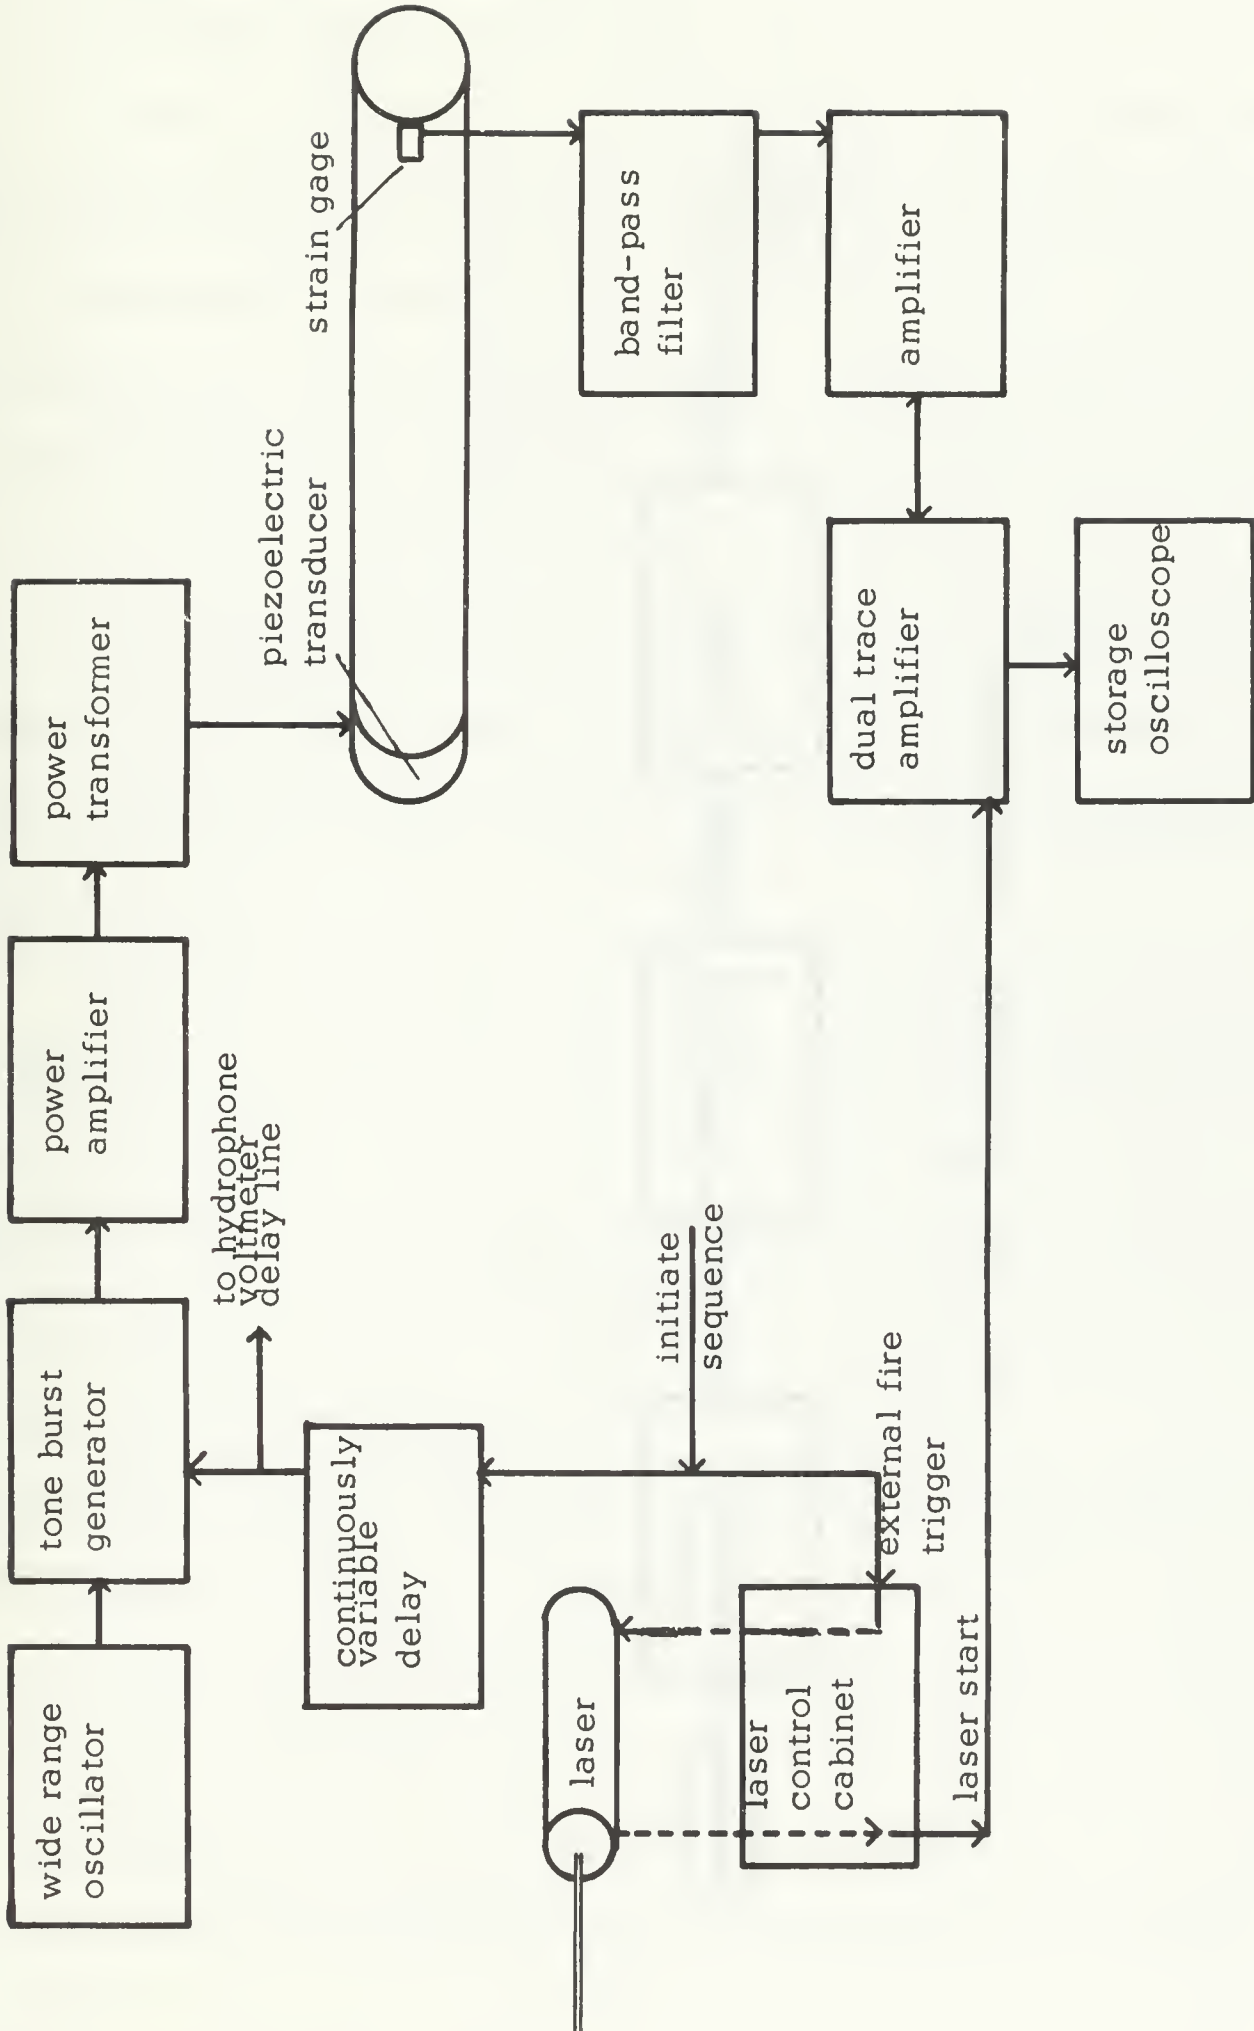 wide range
oscillator
tone burst
generator
power
amplifier
power
transformer
continuously
variable
delay
to hydrophone
voltmeter
delay line
piezoelectric
transducer
strain gage
laser
initiate
sequence
band-pass
filter
laser
control
cabinet
external fire
trigger
laser start
dual trace
amplifier
amplifier
storage
oscilloscope